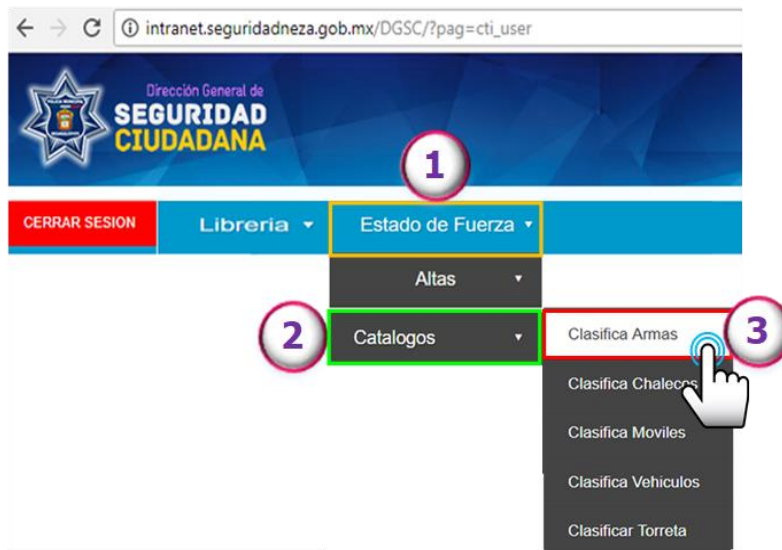 intranet.seguridadneza.gob.mx/DGSC/?pag=cti_user
Dirección General de
SEGURIDAD
CIUDADANA
1
CERRAR SESION
Libreria
Estado de Fuerza
Altas
2
Catalogos
Clasifica Armas
3
Clasifica Chalecos
Clasifica Moviles
Clasifica Vehiculos
Clasificar Torreta